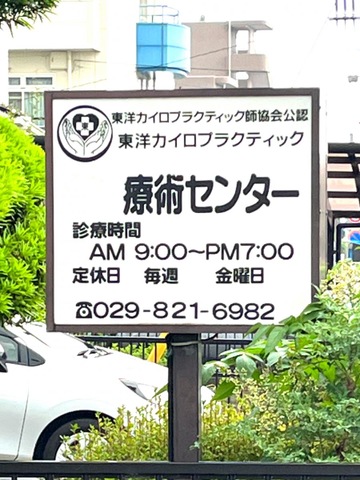 東洋カイロプラクティック師協会公認
東洋カイロプラクティック
療術センター
診療時間
AM 9:00～PM7:00
定休日 毎週 金曜日
☎029-821-6982